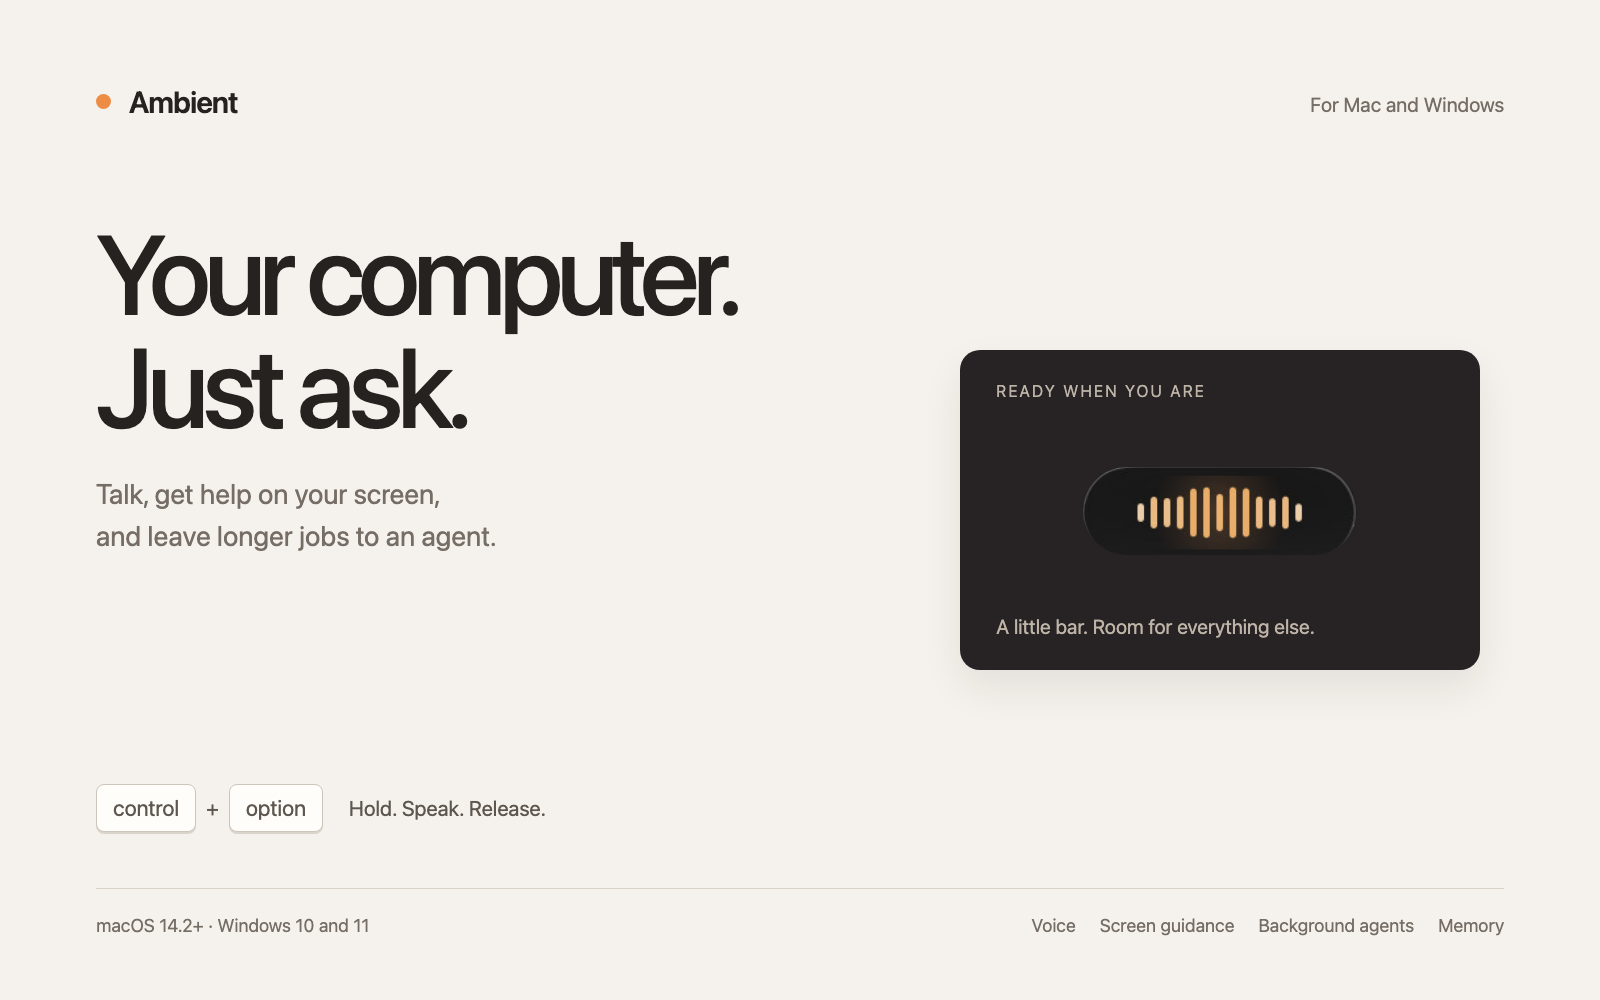 Ambient
For Mac and Windows
Your computer.
Just ask.
Talk, get help on your screen,
and leave longer jobs to an agent.
READY WHEN YOU ARE
A little bar. Room for everything else.
control + option Hold. Speak. Release.
macOS 14.2+ · Windows 10 and 11
Voice Screen guidance Background agents Memory